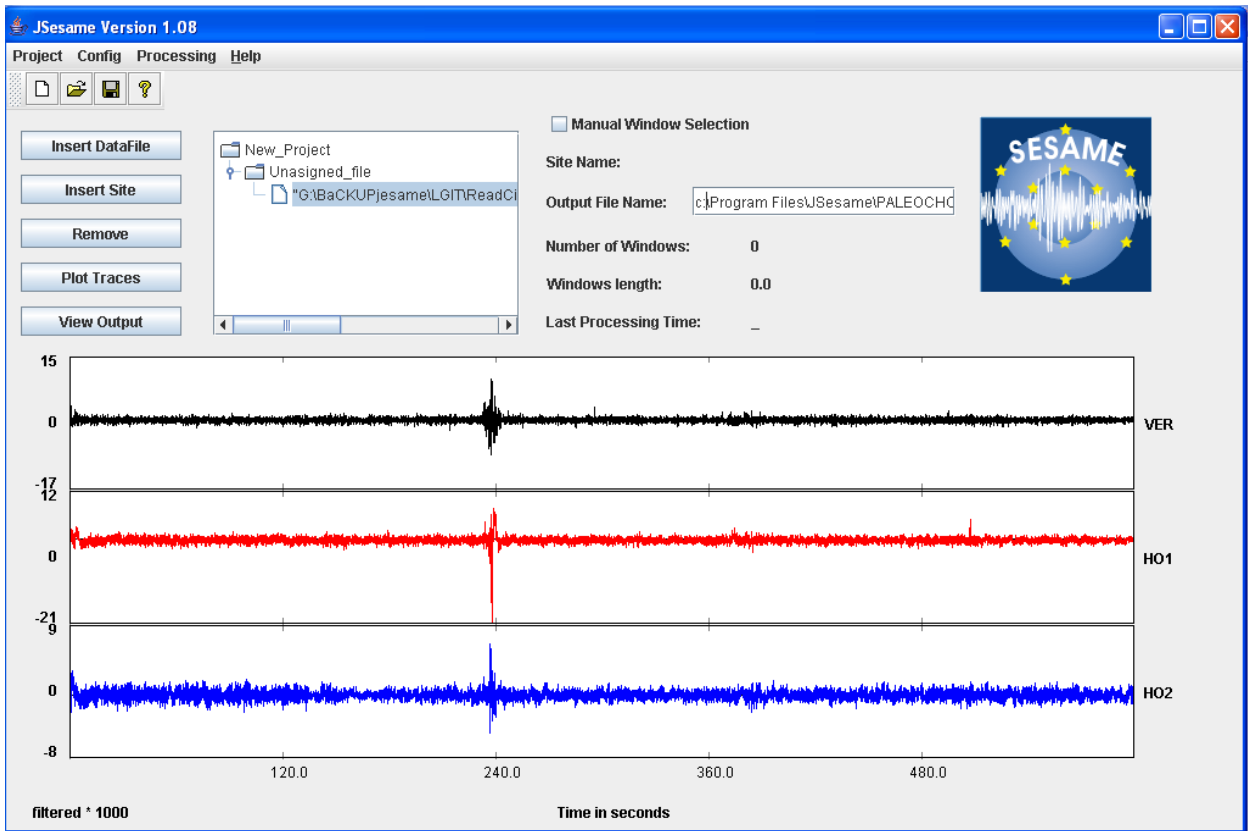 JSesame Version 1.08
Project Config Processing Help
Insert DataFile
Insert Site
Remove
Plot Traces
View Output
New_Project
Unasigned_file
"G:\BaCKUPjesame\LGIT\ReadCi
Manual Window Selection
Site Name:
Output File Name: c:\Program Files\JSesame\PALEOCHO
Number of Windows: 0
Windows length: 0.0
Last Processing Time: _
SESAME
15
0
-17
VER
12
0
-21
HO1
9
0
-8
HO2
120.0 240.0 360.0 480.0
filtered * 1000 Time in seconds